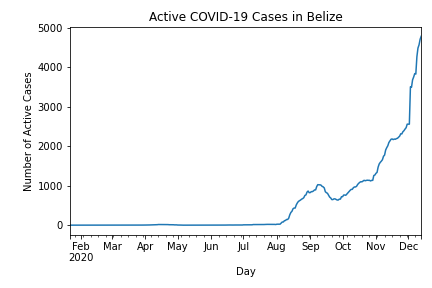 Active COVID-19 Cases in Belize
5000
4000
3000
2000
1000
0
Number of Active Cases
Feb Mar Apr May Jun Jul Aug Sep Oct Nov Dec
2020
Day